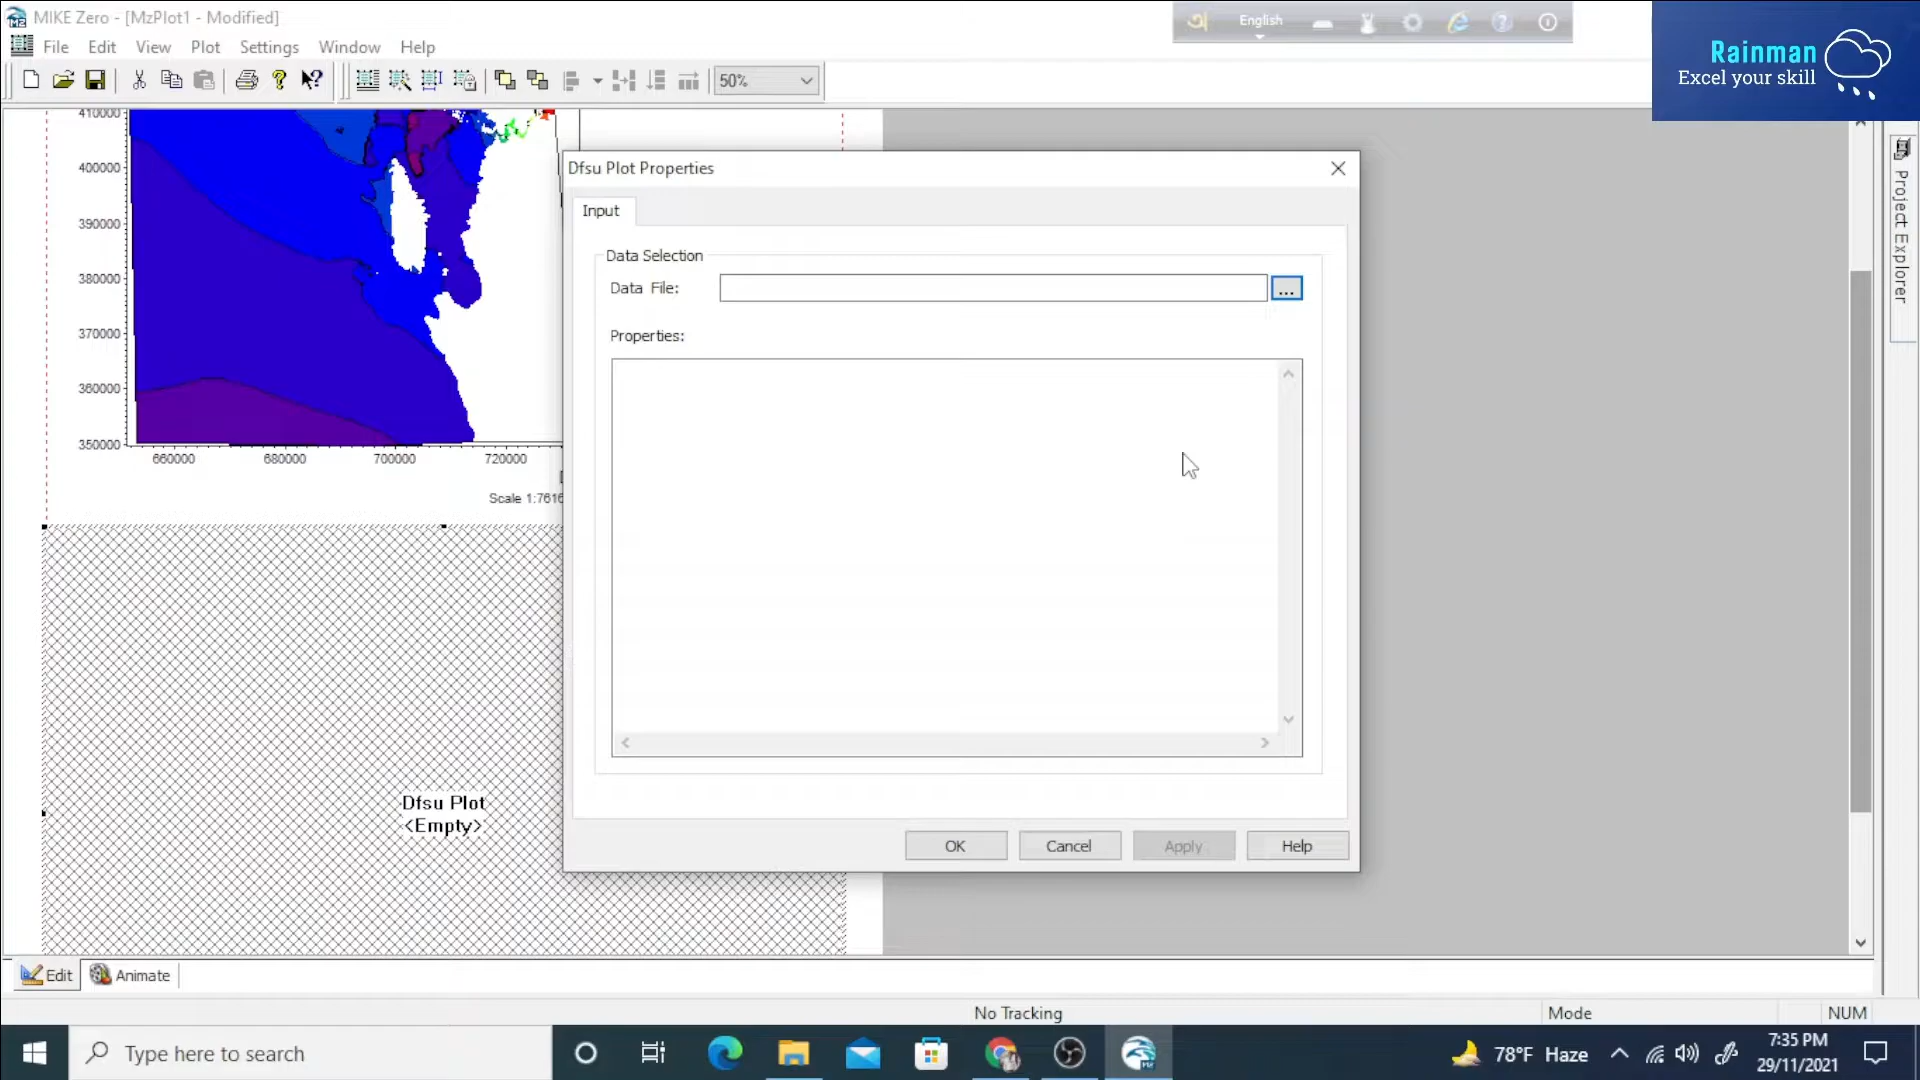 MIKE Zero - [MzPlot1 - Modified]
English
File Edit View Plot Settings Window Help
50%
Rainman
Excel your skill
410000
400000
390000
380000
370000
360000
350000
660000 680000 700000 720000
Scale 1:7616
Dfsu Plot Properties
Input
Data Selection
Data File:
...
Properties:
OK Cancel Apply Help
Dfsu Plot
<Empty>
Project Explorer
Edit Animate
No Tracking Mode NUM
Type here to search
78°F Haze
7:35 PM
29/11/2021